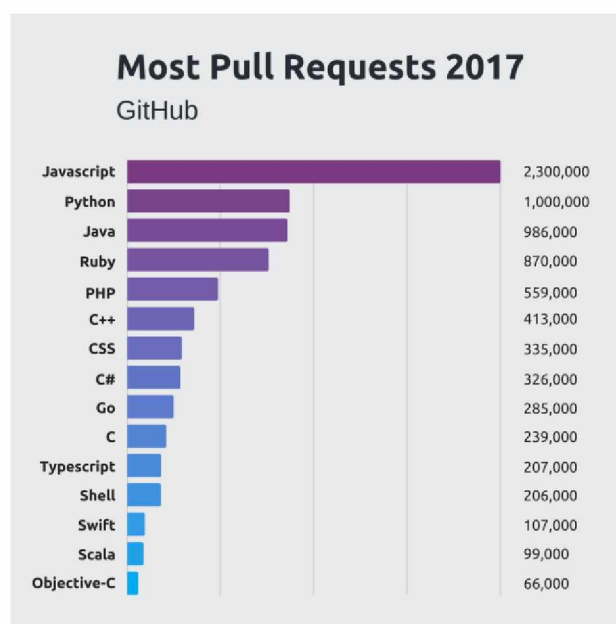 Most Pull Requests 2017
GitHub
Javascript 2,300,000
Python 1,000,000
Java 986,000
Ruby 870,000
PHP 559,000
C++ 413,000
CSS 335,000
C# 326,000
Go 285,000
C 239,000
Typescript 207,000
Shell 206,000
Swift 107,000
Scala 99,000
Objective-C 66,000